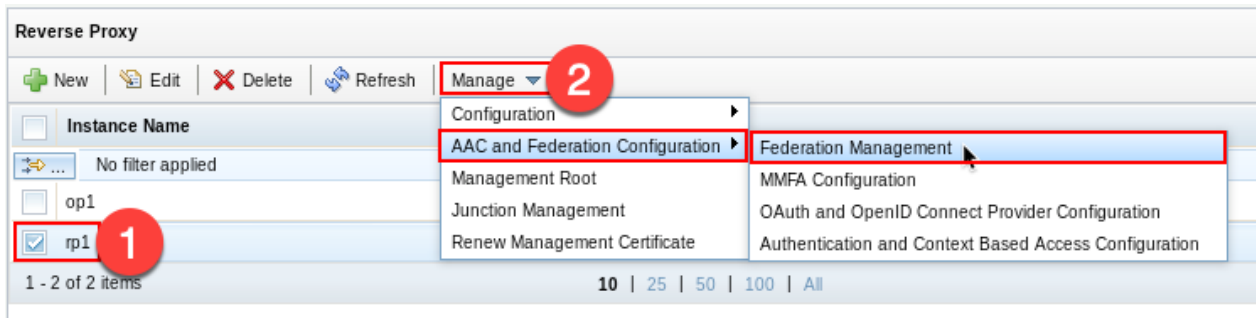 Reverse Proxy
New Edit Delete Refresh Manage 2
Configuration
Instance Name
AAC and Federation Configuration Federation Management
... No filter applied
Management Root MMFA Configuration
op1
Junction Management OAuth and OpenID Connect Provider Configuration
rp1 1
Renew Management Certificate Authentication and Context Based Access Configuration
1 - 2 of 2 items 10 | 25 | 50 | 100 | All